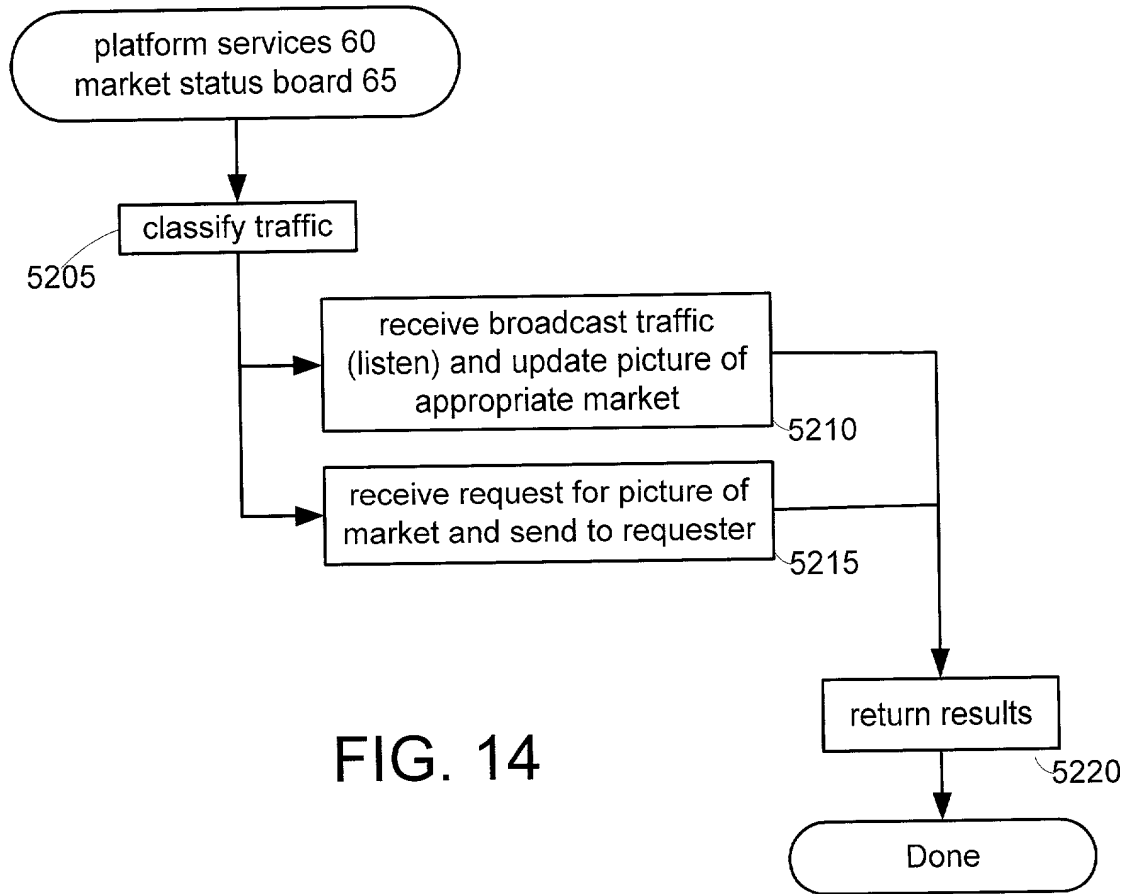 platform services 60
market status board 65
classify traffic
5205
receive broadcast traffic
(listen) and update picture of
appropriate market
5210
receive request for picture of
market and send to requester
5215
return results
5220
FIG. 14
Done